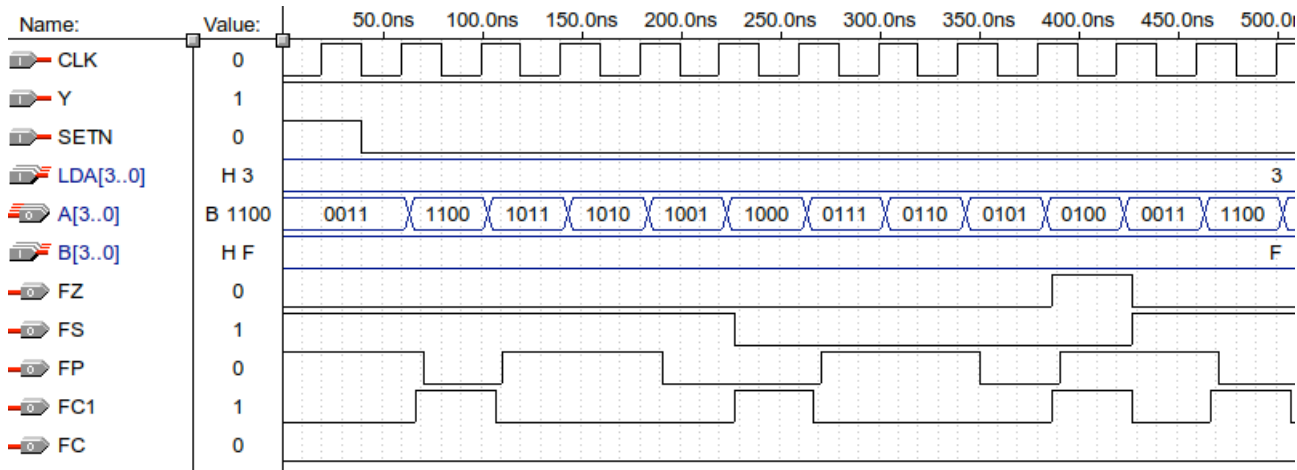 Name: Value: 50.0ns 100.0ns 150.0ns 200.0ns 250.0ns 300.0ns 350.0ns 400.0ns 450.0ns
CLK 0
Y 1
SETN 0
LDA[3..0] H 3 3
A[3..0] B 1100 0011 1100 1011 1010 1001 1000 0111 0110 0101 0100 0011 1100
B[3..0] H F F
FZ 0
FS 1
FP 0
FC1 1
FC 0